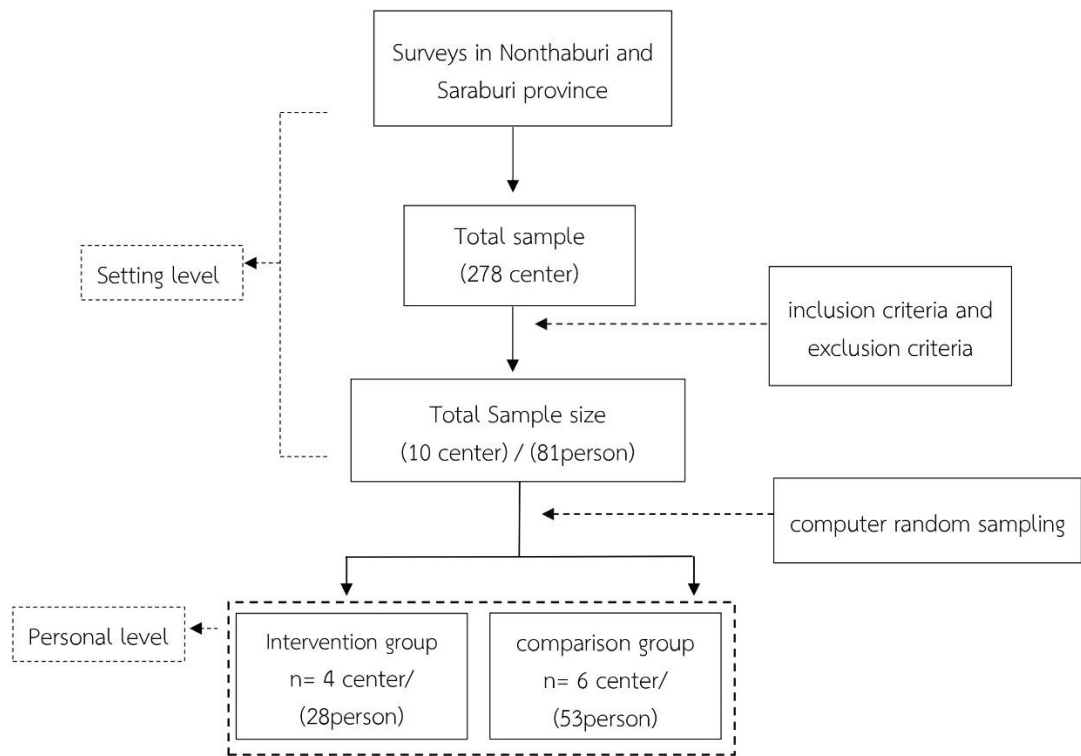 Surveys in Nonthaburi and
Saraburi province
Total sample
(278 center)
Setting level
inclusion criteria and
exclusion criteria
Total Sample size
(10 center) / (81person)
computer random sampling
Personal level
Intervention group
n= 4 center/
(28person)
comparison group
n= 6 center/
(53person)